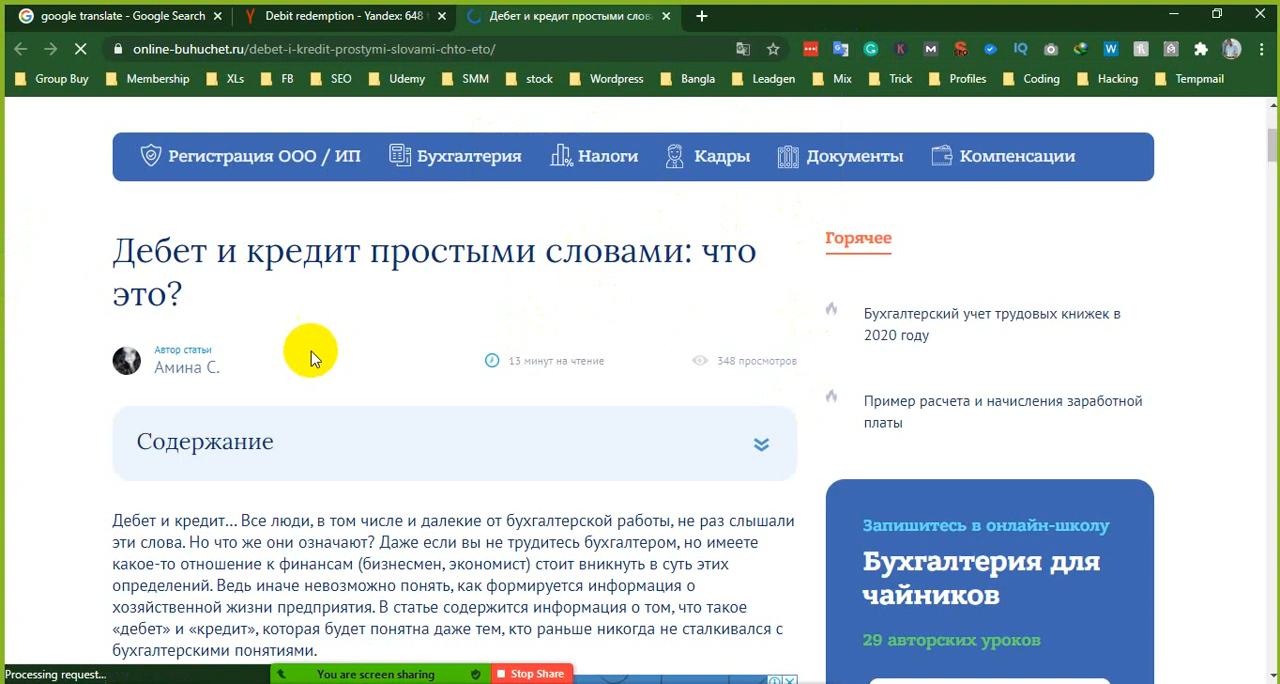 google translate - Google Search
Debit redemption - Yandex: 648 t
Дебет и кредит простыми слова
online-buhuchet.ru/debet-i-kredit-prostymi-slovami-chto-eto/
Group Buy Membership XLs FB SEO Udemy SMM stock Wordpress Bangla Leadgen Mix Trick Profiles Coding Hacking Tempmail
Регистрация ООО / ИП Бухгалтерия Налоги Кадры Документы Компенсации
Дебет и кредит простыми словами: что
это?
Автор статьи
Амина С.
13 минут на чтение
348 просмотров
Содержание
Дебет и кредит… Все люди, в том числе и далекие от бухгалтерской работы, не раз слышали
эти слова. Но что же они означают? Даже если вы не трудитесь бухгалтером, но имеете
какое-то отношение к финансам (бизнесмен, экономист) стоит вникнуть в суть этих
определений. Ведь иначе невозможно понять, как формируется информация о
хозяйственной жизни предприятия. В статье содержится информация о том, что такое
«дебет» и «кредит», которая будет понятна даже тем, кто раньше никогда не сталкивался с
бухгалтерскими понятиями.
Горячее
Бухгалтерский учет трудовых книжек в
2020 году
Пример расчета и начисления заработной
платы
Запишитесь в онлайн-школу
Бухгалтерия для
чайников
29 авторских уроков
Processing request...
You are screen sharing
Stop Share